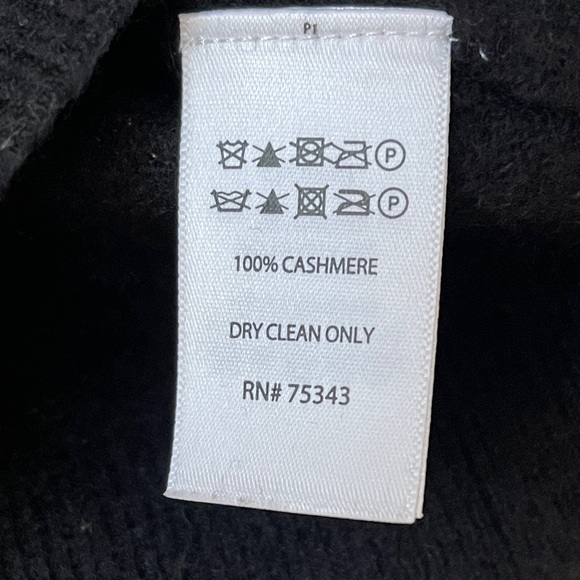 P1
P
P
100% CASHMERE
DRY CLEAN ONLY
RN# 75343